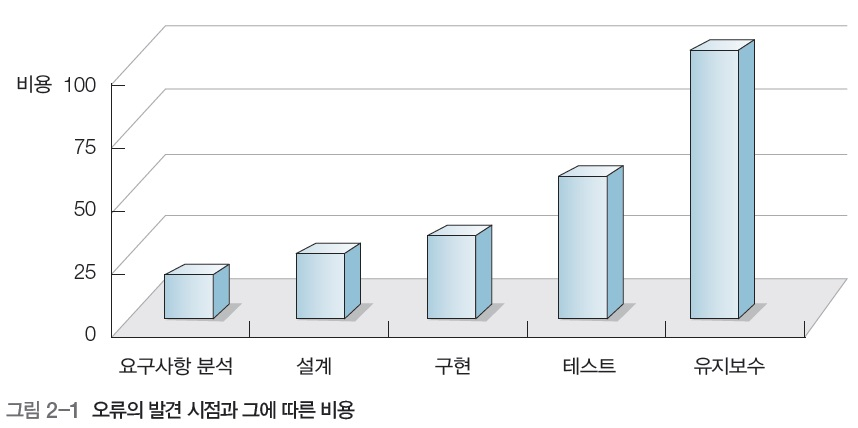 비용 100
75
50
25
0
요구사항 분석 설계 구현 테스트 유지보수
그림 2-1 오류의 발견 시점과 그에 따른 비용